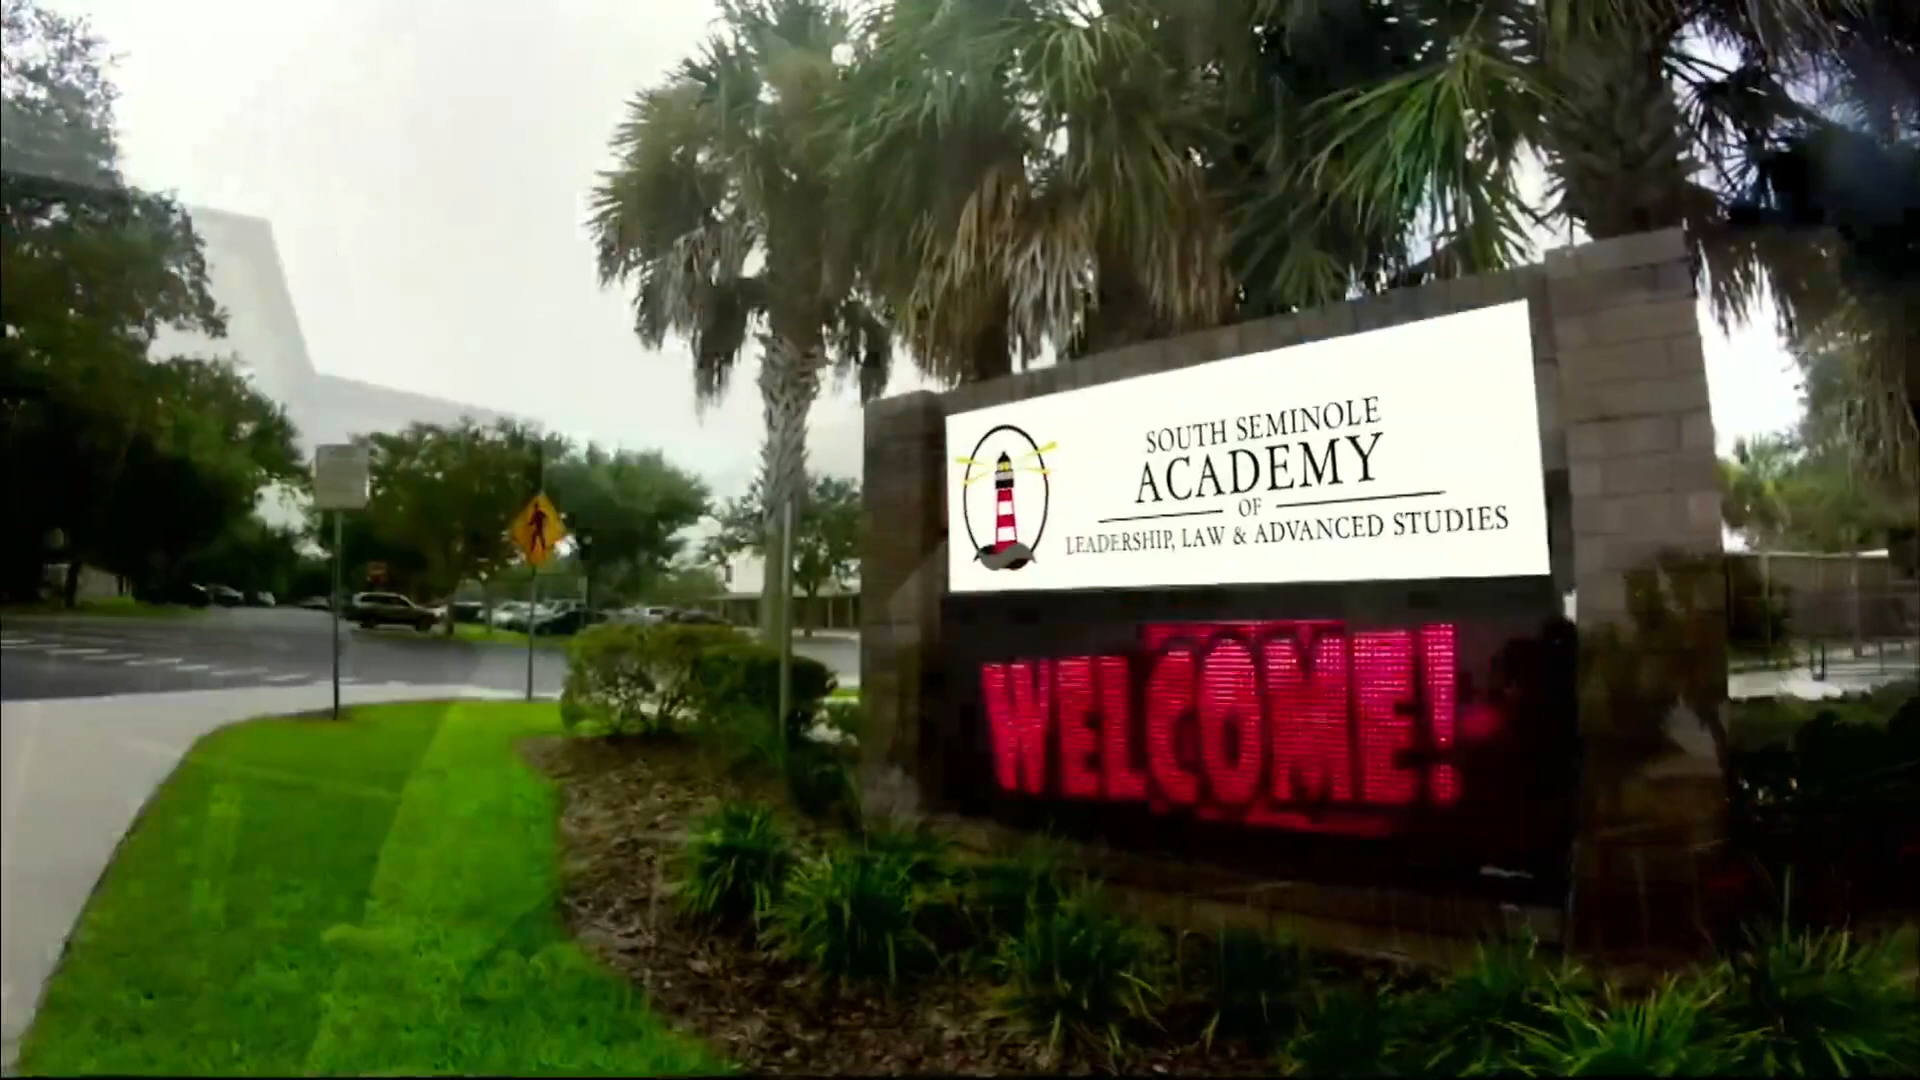 SOUTH SEMINOLE
ACADEMY
OF
LEADERSHIP, LAW & ADVANCED STUDIES
WELCOME!